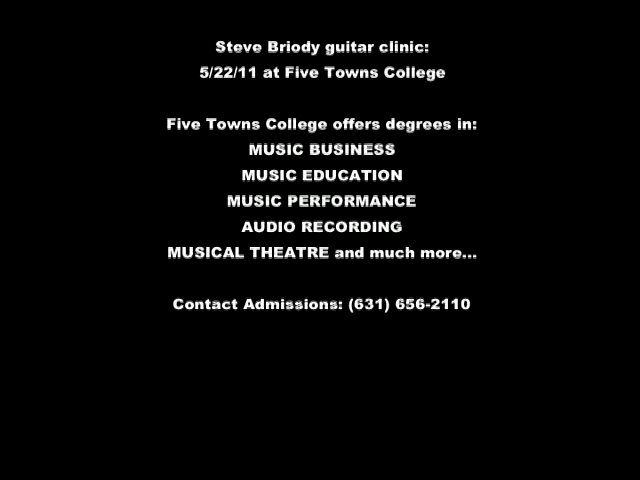 Steve Briody guitar clinic:
5/22/11 at Five Towns College
Five Towns College offers degrees in:
MUSIC BUSINESS
MUSIC EDUCATION
MUSIC PERFORMANCE
AUDIO RECORDING
MUSICAL THEATRE and much more...
Contact Admissions: (631) 656-2110